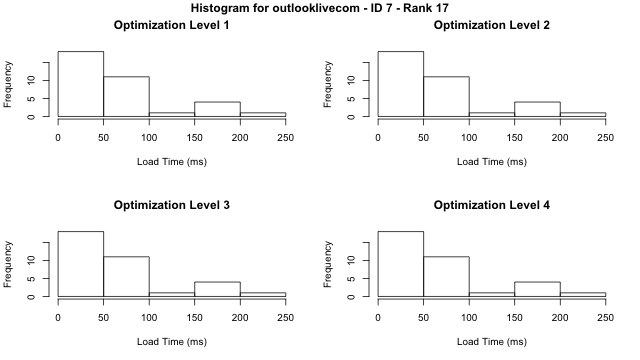 Histogram for outlooklivecom - ID 7 - Rank 17
Optimization Level 1
Frequency
0 5 10
0 50 100 150 200 250
Load Time (ms)
Optimization Level 2
Frequency
0 5 10
0 50 100 150 200 250
Load Time (ms)
Optimization Level 3
Frequency
0 5 10
0 50 100 150 200 250
Load Time (ms)
Optimization Level 4
Frequency
0 5 10
0 50 100 150 200 250
Load Time (ms)